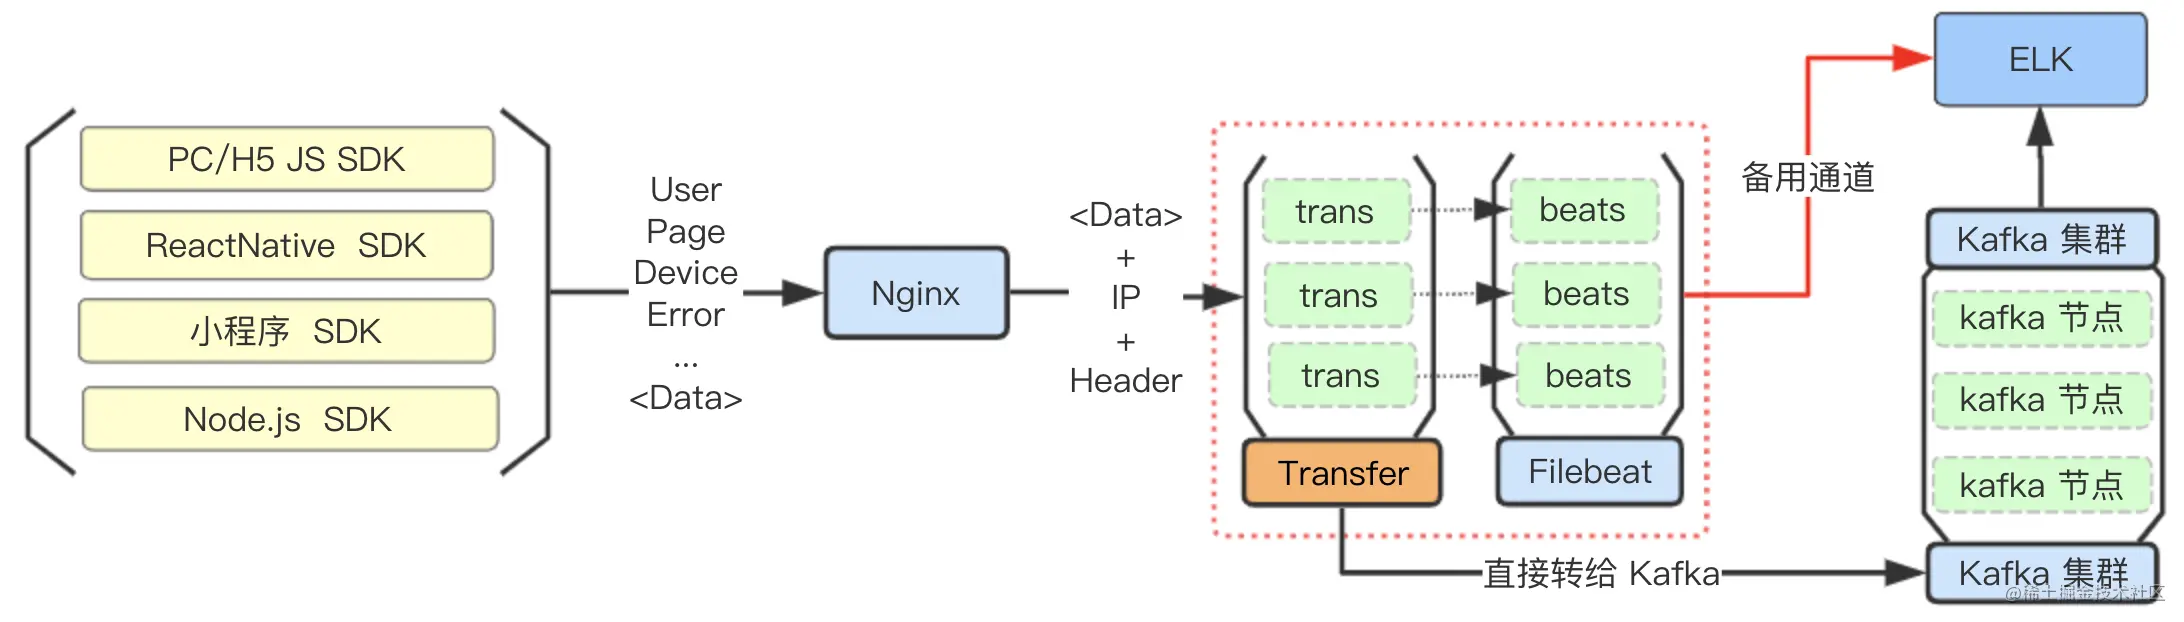 PC/H5 JS SDK
ReactNative SDK
小程序 SDK
Node.js SDK
User
Page
Device
Error
...
<Data>
Nginx
<Data>
+
IP
+
Header
trans
trans
trans
Transfer
beats
beats
beats
Filebeat
备用通道
直接转给 Kafka
ELK
Kafka 集群
kafka 节点
kafka 节点
kafka 节点
Kafka 集群
@稀土掘金技术社区